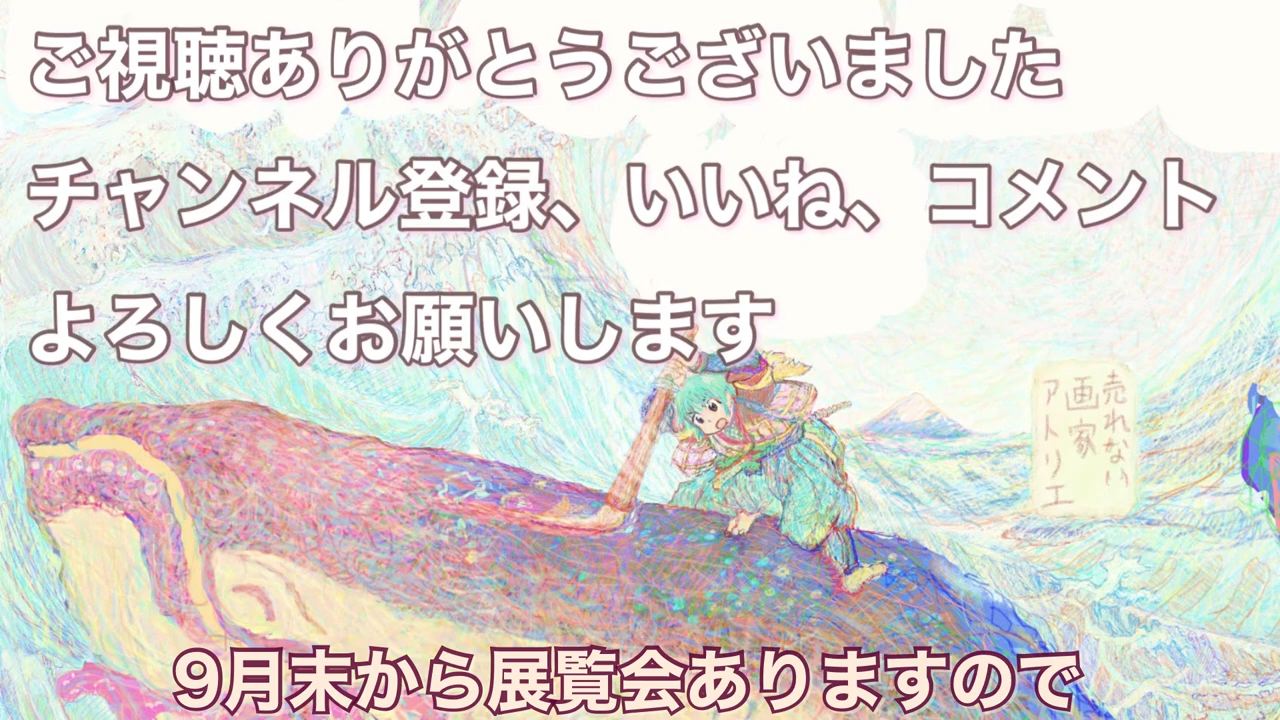 ご視聴ありがとうございました
チャンネル登録、いいね、コメント
よろしくお願いします
売れない
画家
アトリエ
9月末から展覧会ありますので